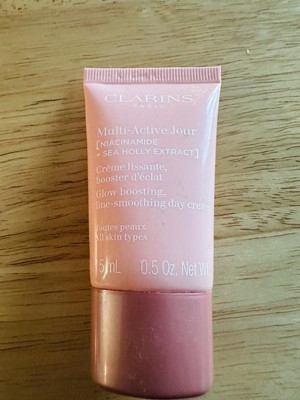 CLARINS
PARIS
Multi-Active Jour
[NIACINAMIDE
+ SEA HOLLY EXTRACT]
Crème lissante,
booster d'éclat
Glow boosting,
fine-smoothing day cream
Toutes peaux
All skin types
15 mL 0.5 Oz. Net Wt.